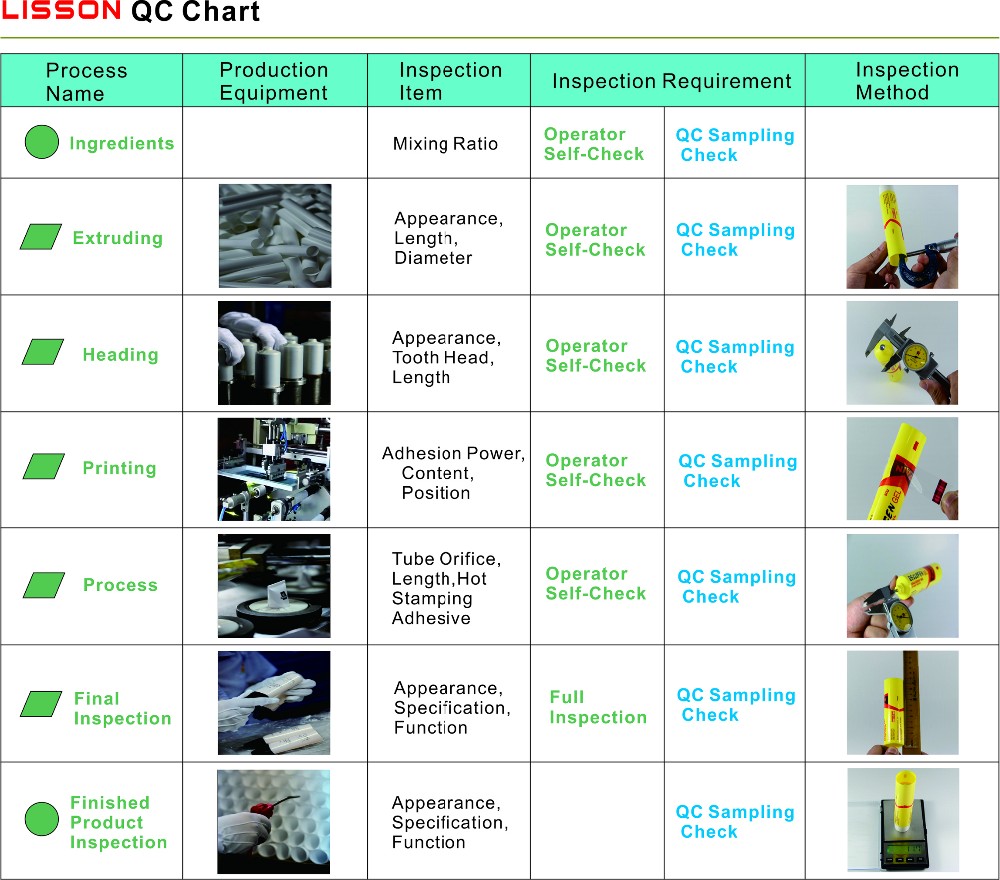 LISSON QC Chart
Process Name
Production Equipment
Inspection Item
Inspection Requirement
Inspection Method
Ingredients
Mixing Ratio
Operator
Self-Check
QC Sampling
Check
Extruding
Appearance,
Length,
Diameter
Operator
Self-Check
QC Sampling
Check
Heading
Appearance,
Tooth Head,
Length
Operator
Self-Check
QC Sampling
Check
Printing
Adhesion Power,
Content,
Position
Operator
Self-Check
QC Sampling
Check
Process
Tube Orifice,
Length,Hot
Stamping
Adhesive
Operator
Self-Check
QC Sampling
Check
Final
Inspection
Appearance,
Specification,
Function
Full
Inspection
QC Sampling
Check
Finished
Product
Inspection
Appearance,
Specification,
Function
QC Sampling
Check